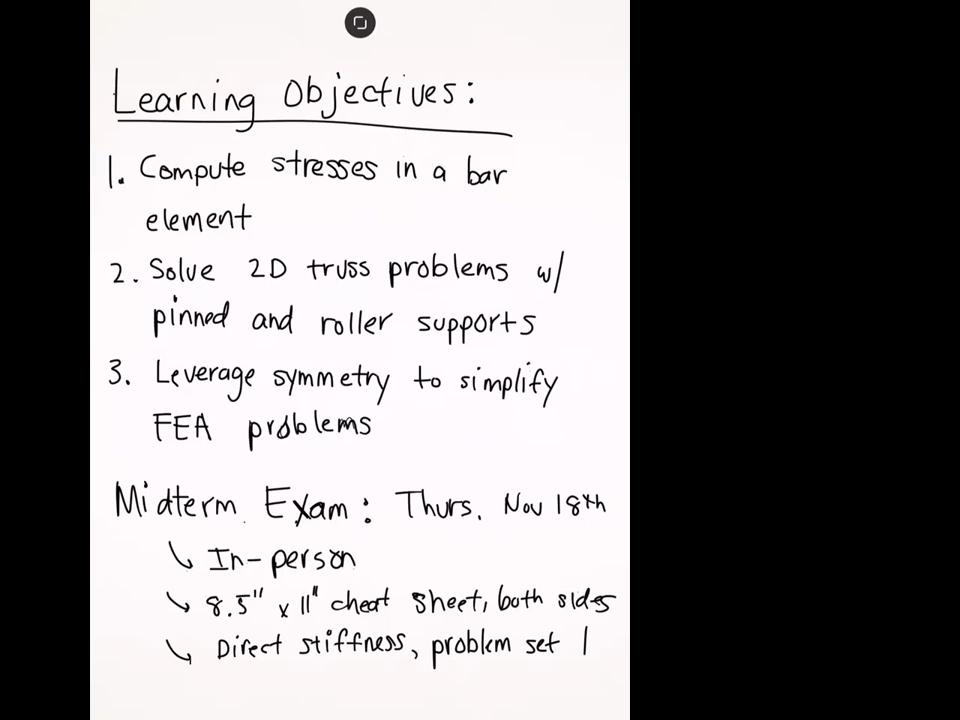 Learning Objectives:
1. Compute stresses in a bar
element
2. Solve 2D truss problems w/
pinned and roller supports
3. Leverage symmetry to simplify
FEA problems
Midterm Exam: Thurs. Nov 18th
↳ In-person
↳ 8.5" x 11" cheat sheet, both sides
↳ Direct stiffness, problem set 1